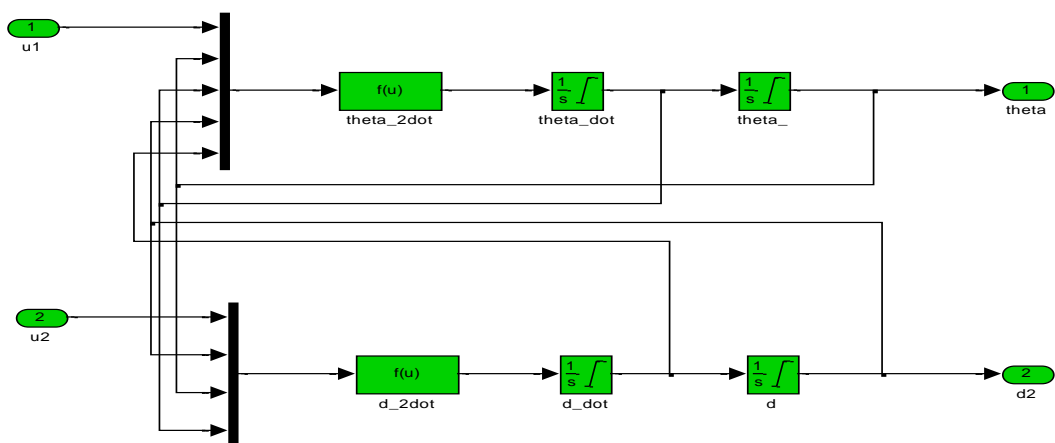 1
u1
f(u)
theta_2dot
1
s
theta_dot
1
s
theta_
1
theta
2
u2
f(u)
d_2dot
1
s
d_dot
1
s
d
2
d2